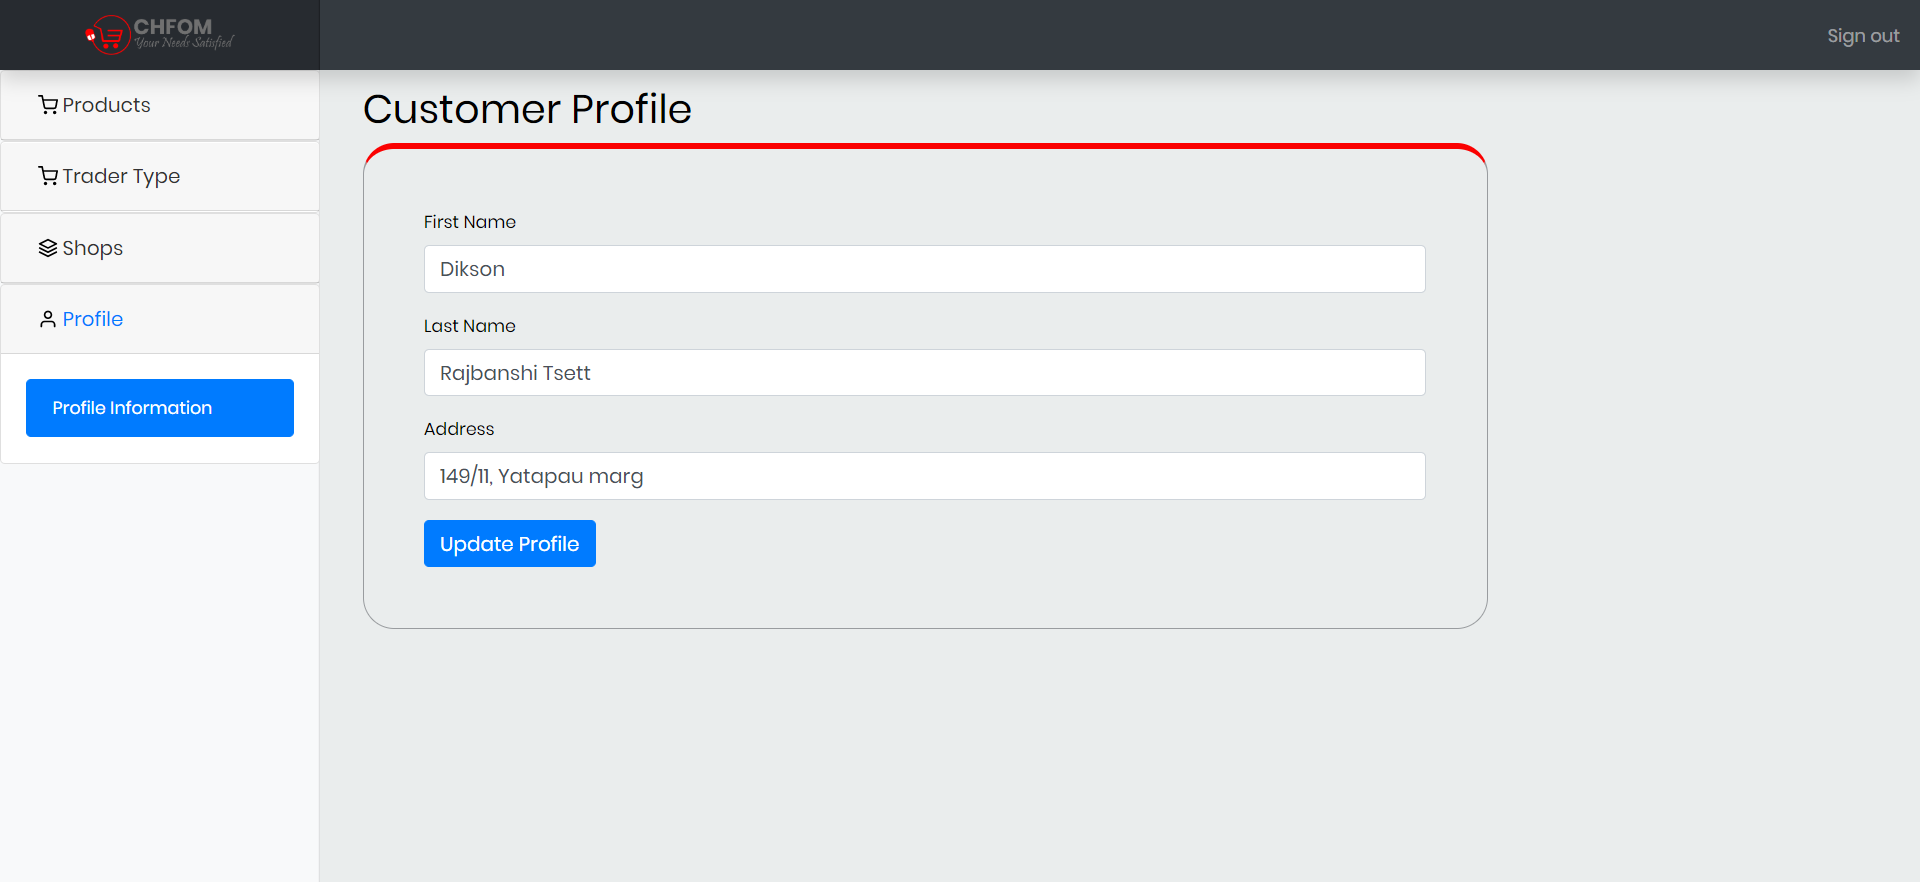 CHFOM
Your Needs Satisfied
Sign out
Products
Trader Type
Shops
Profile
Profile Information
Customer Profile
First Name
Dikson
Last Name
Rajbanshi Tsett
Address
149/11, Yatapau marg
Update Profile